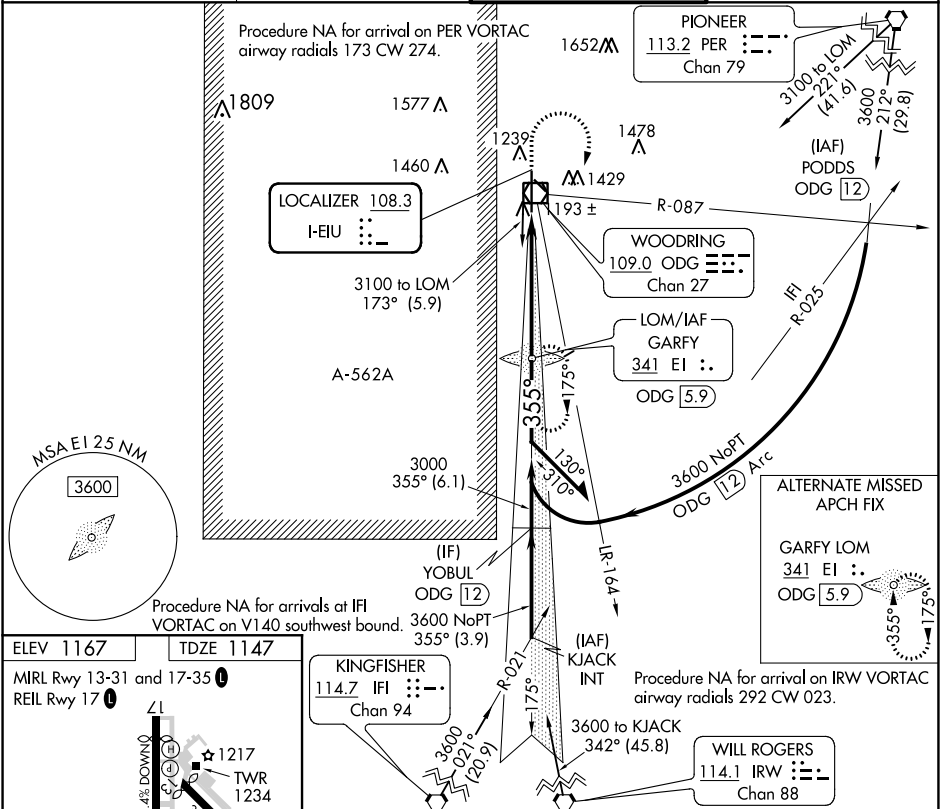 Procedure NA for arrival on PER VORTAC
airway radials 173 CW 274.
1652
PIONEER
113.2 PER
Chan 79
3100 to LOM
221°
(41.6)
3600
212°
(29.8)
1809
1577
1239
1478
1460
1429
(IAF)
PODDS
ODG 12
LOCALIZER 108.3
I-EIU
1193 ±
R-087
3100 to LOM
173° (5.9)
WOODRING
109.0 ODG
Chan 27
IFI
R-025
LOM/IAF
GARFY
341 EI
ODG 5.9
A-562A
355°
175°
MSA EI 25 NM
3600
3000
355° (6.1)
130°
310°
3600 NoPT
ODG 12 Arc
ALTERNATE MISSED
APCH FIX
GARFY LOM
341 EI
ODG 5.9
355°
175°
LR-164
(IF)
YOBUL
ODG 12
Procedure NA for arrivals at IFI
VORTAC on V140 southwest bound.
3600 NoPT
355° (3.9)
(IAF)
KJACK
INT
R-021
175°
Procedure NA for arrival on IRW VORTAC
airway radials 292 CW 023.
ELEV 1167
TDZE 1147
MIRL Rwy 13-31 and 17-35 L
REIL Rwy 17 L
KINGFISHER
114.7 IFI
Chan 94
3600
021°
(20.9)
3600 to KJACK
342° (45.8)
WILL ROGERS
114.1 IRW
Chan 88
17
1217
TWR
1234
H
P
13
.4% DOWN